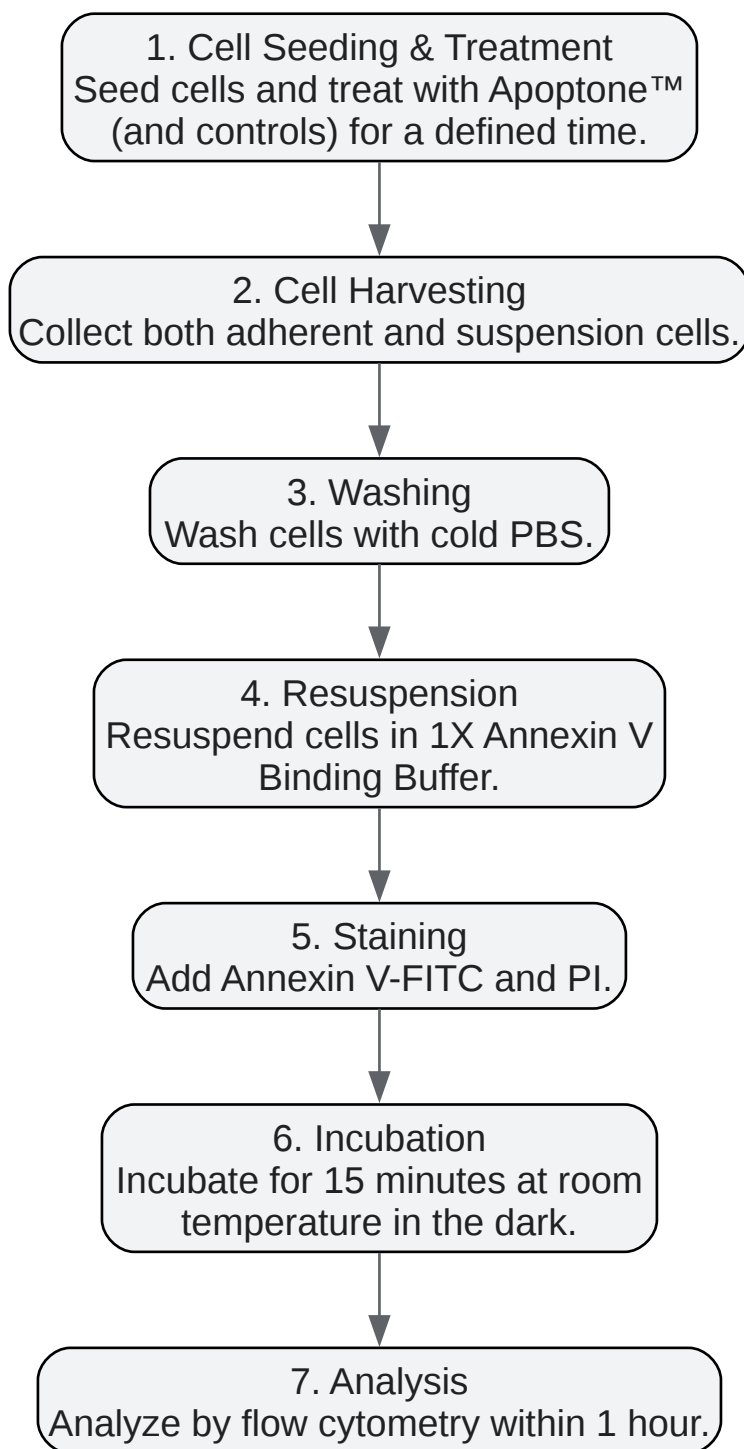 1. Cell Seeding & Treatment
Seed cells and treat with Apoptone™
(and controls) for a defined time.
2. Cell Harvesting
Collect both adherent and suspension cells.
3. Washing
Wash cells with cold PBS.
4. Resuspension
Resuspend cells in 1X Annexin V
Binding Buffer.
5. Staining
Add Annexin V-FITC and PI.
6. Incubation
Incubate for 15 minutes at room
temperature in the dark.
7. Analysis
Analyze by flow cytometry within 1 hour.